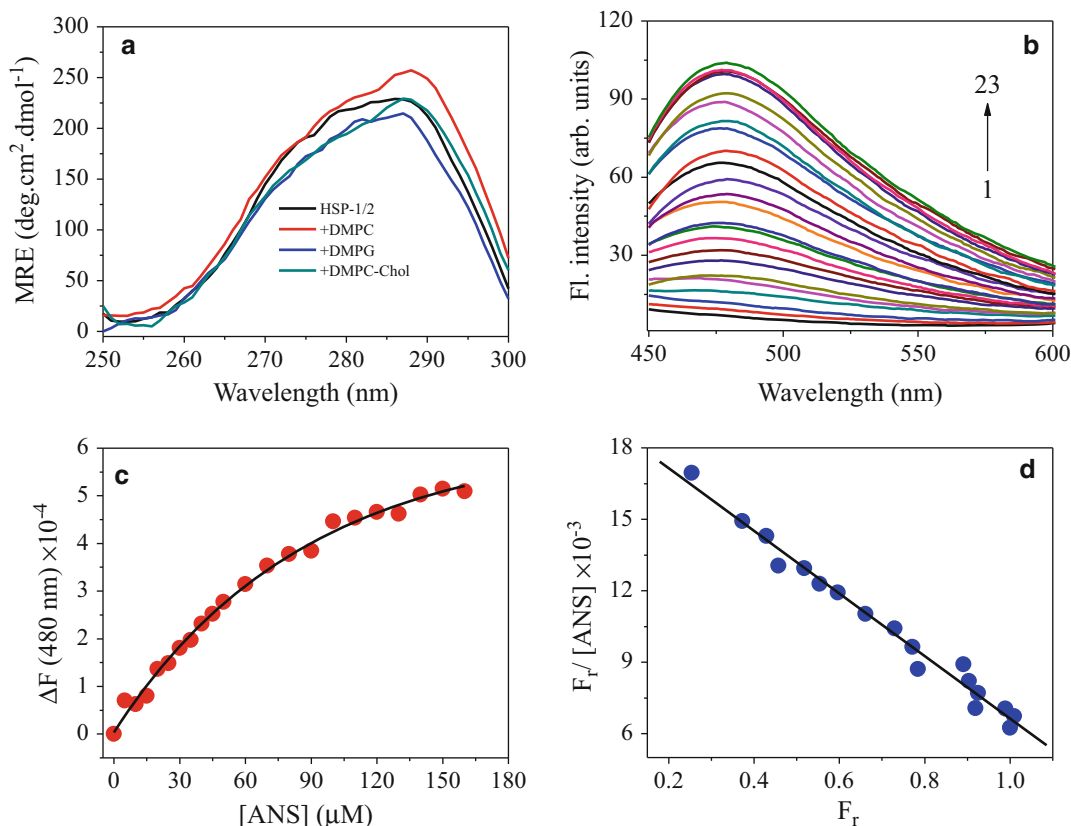 a
300
250
200
150
100
50
0
MRE (deg.cm².dmol⁻¹)
HSP-1/2
+DMPC
+DMPG
+DMPC-Chol
250 260 270 280 290 300
Wavelength (nm)
b
120
90
60
30
Fl. intensity (arb. units)
23
1
450 500 550 600
Wavelength (nm)
c
6
5
4
3
2
1
0
ΔF (480 nm) ×10⁻⁴
0 30 60 90 120 150 180
[ANS] (μM)
d
18
15
12
9
6
Fᵣ/ [ANS] ×10⁻³
0.2 0.4 0.6 0.8 1.0
Fᵣ